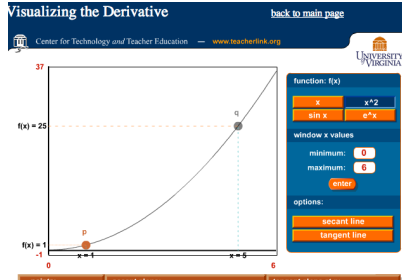 Visualizing the Derivative
back to main page
Center for Technology and Teacher Education — www.teacherlink.org
UNIVERSITY
of VIRGINIA
37
q
f(x) = 25
p
f(x) = 1
-1
x = 1
x = 5
0
6
function: f(x)
x
x^2
sin x
e^x
window x values
minimum: 0
maximum: 6
enter
options:
secant line
tangent line